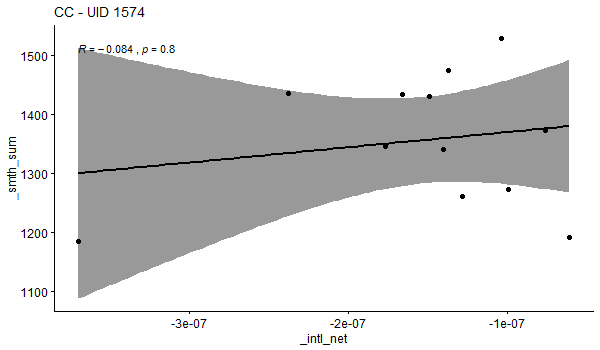 CC - UID 1574
R = −0.084 , p = 0.8
1500
1400
1300
1200
1100
_smth_sum
-3e-07
-2e-07
-1e-07
_intl_net